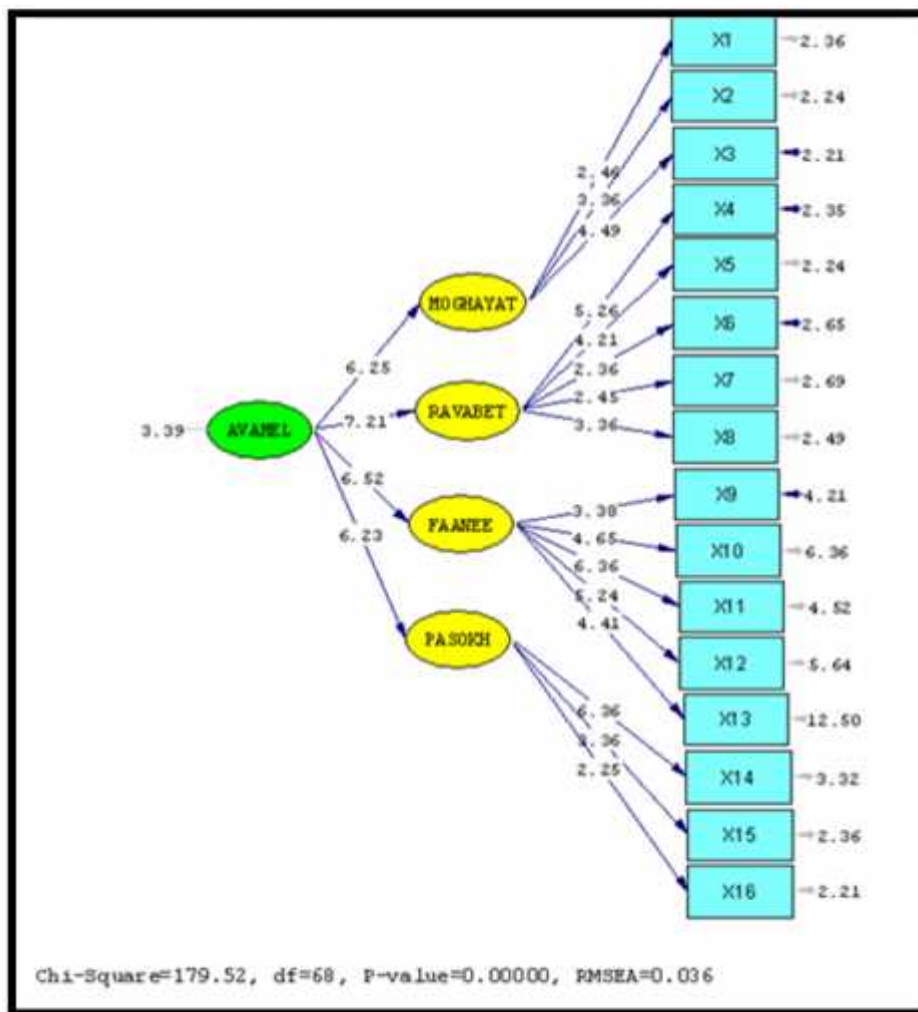 X1 2.36
X2 2.24
X3 2.21
2.46
3.36
X4 2.35
4.49
X5 2.24
MOGHAYAT
5.26
X6 2.65
4.21
6.25
2.36
X7 2.69
2.45
RAVABET
7.21
3.36
3.39 AVAMEL
X8 2.49
6.52
X9 4.21
3.38
FAANEE
6.23
4.65
X10 6.36
6.36
5.24
X11 4.52
4.41
PASOKH
X12 5.64
6.36
X13 12.50
3.36
2.25
X14 3.32
X15 2.36
X16 2.21
Chi-Square=179.52, df=68, P-value=0.00000, RMSEA=0.036